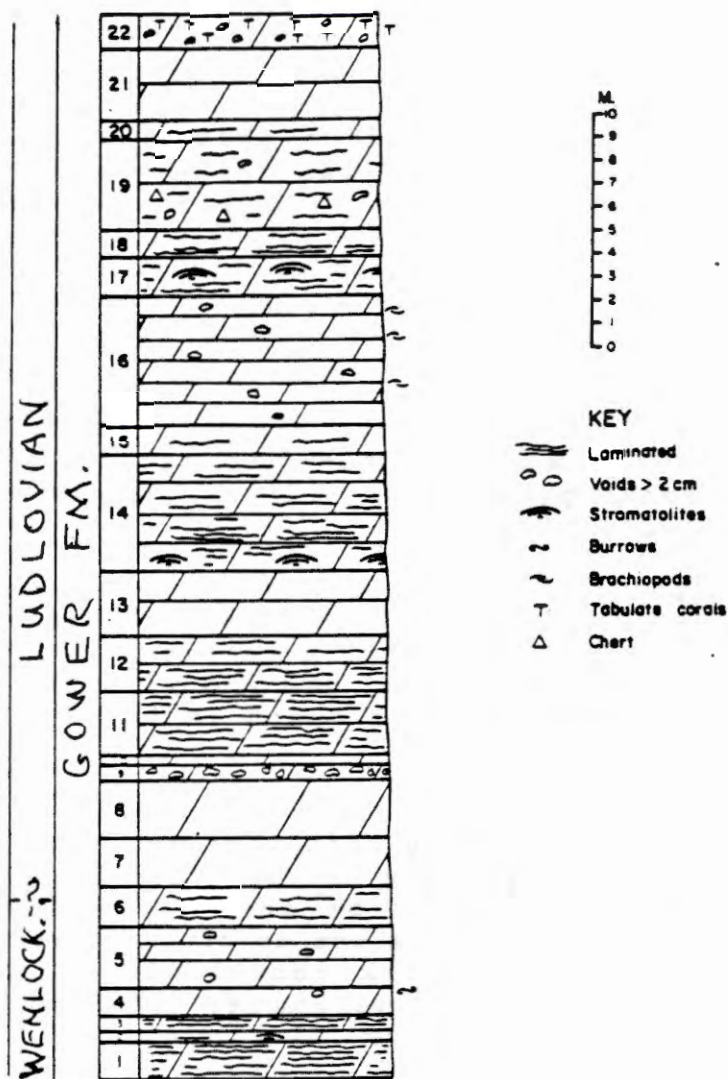 LUDLOVIAN
WENLOCK.-?
GOWER FM.
22
21
20
19
18
17
16
15
14
13
12
11
8
7
6
5
4
1
M.
10
9
8
7
6
5
4
3
2
1
0
KEY
Laminated
Voids > 2 cm
Stromatolites
Burrows
Brachiopods
Tabulate corals
Chert